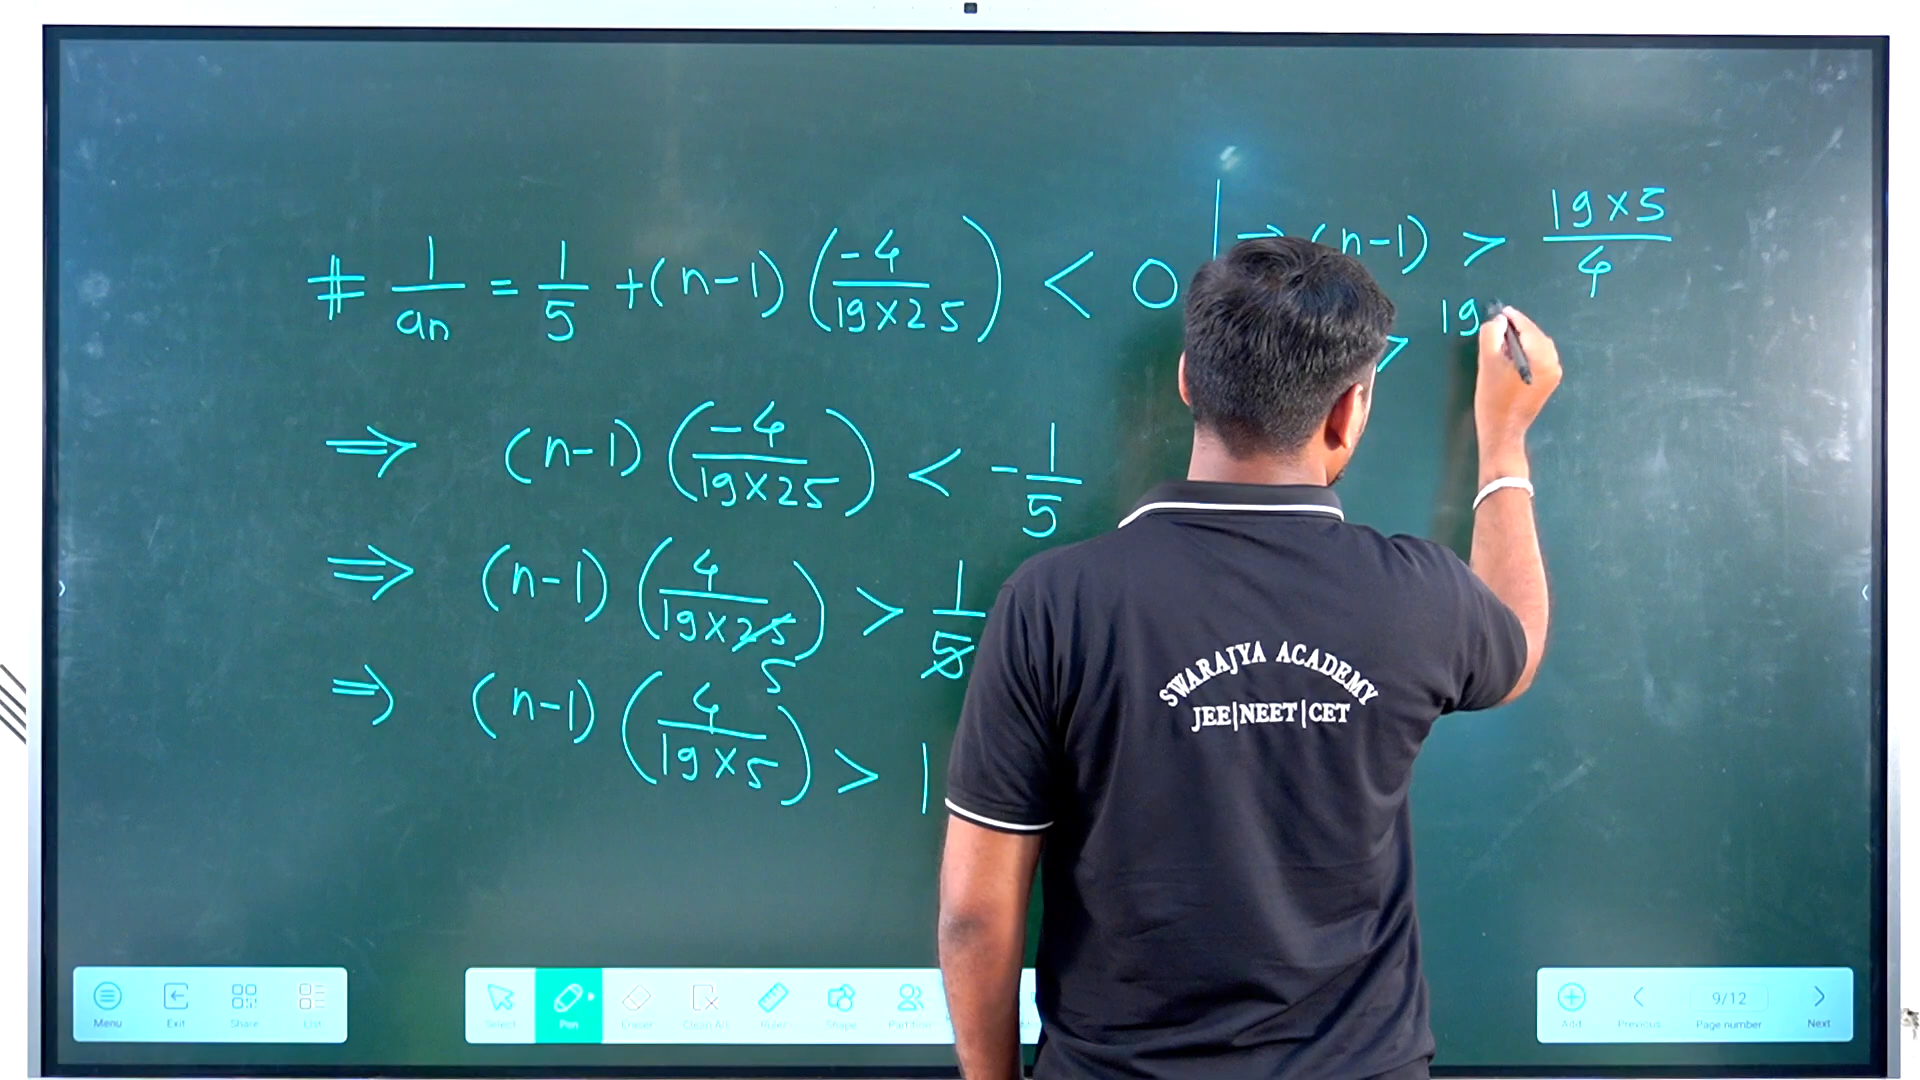 # 1/an = 1/5 + (n-1) (-4/19×25) < 0
⇒ (n-1) (-4/19×25) < -1/5
⇒ (n-1) (4/19×25) > 1/5
5
⇒ (n-1) (4/19×5) > 1
⇒ (n-1) > 19×5/4
> 19
SWARAJYA ACADEMY
JEE|NEET|CET
Menu Exit Share List
Select Pen Eraser Clean All Ruler Shape
Add Previous 9/12 Page number Next